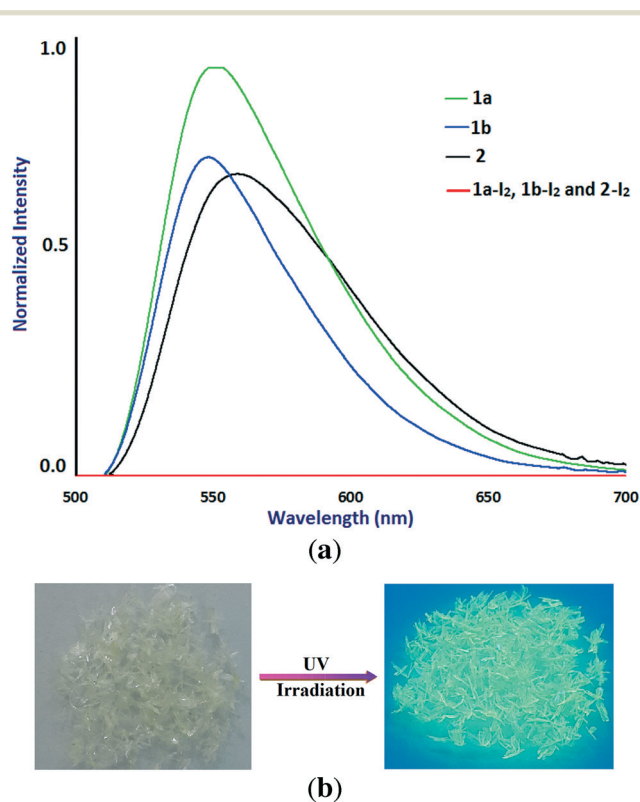 1.0
1a
1b
2
1a-I₂, 1b-I₂ and 2-I₂
0.5
0.0
Normalized Intensity
500 550 600 650 700
Wavelength (nm)
(a)
UV
Irradiation
(b)